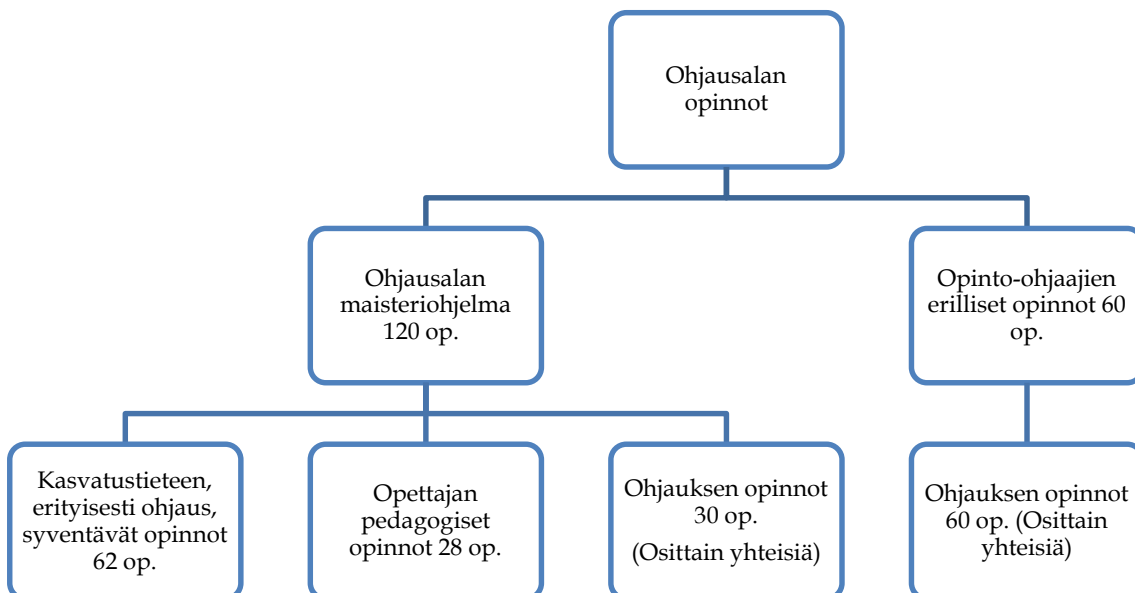 Ohjausalan
opinnot
Ohjausalan
maisteriohjelma
120 op.
Opinto-ohjaajien
erilliset opinnot 60
op.
Kasvatustieteen,
erityisesti ohjaus,
syventävät opinnot
62 op.
Opettajan
pedagogiset
opinnot 28 op.
Ohjauksen opinnot
30 op.
(Osittain yhteisiä)
Ohjauksen opinnot
60 op. (Osittain
yhteisiä)